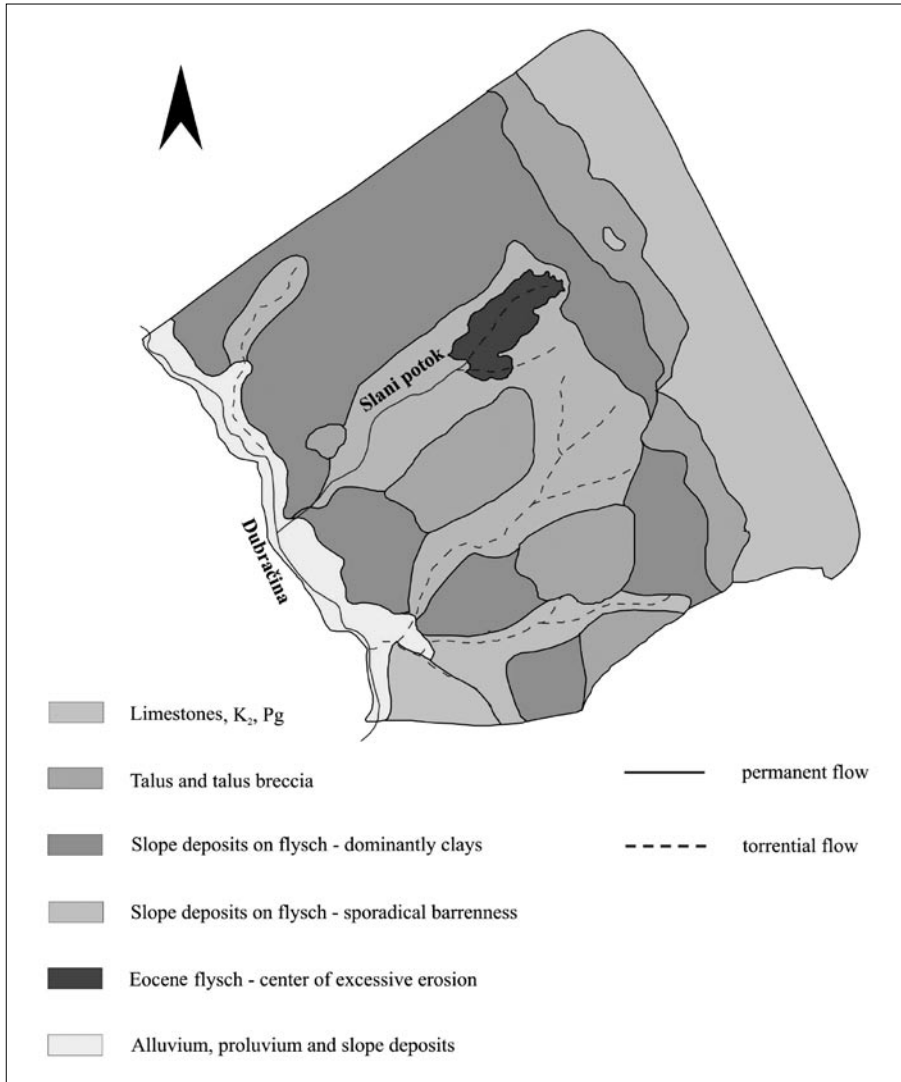 Slani potok
Dubračina
Limestones, K₂, Pg
Talus and talus breccia
Slope deposits on flysch - dominantly clays
Slope deposits on flysch - sporadical barrenness
Eocene flysch - center of excessive erosion
Alluvium, proluvium and slope deposits
permanent flow
torrential flow